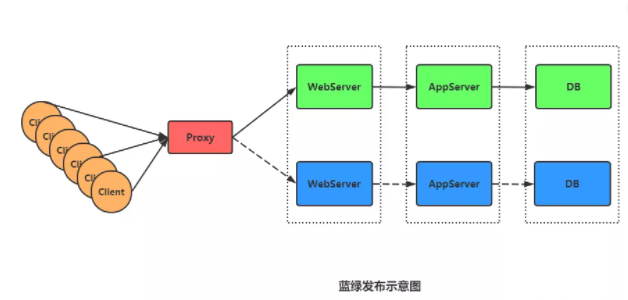 WebServer
AppServer
DB
Proxy
Cli
Cli
Cli
Cli
Cli
Client
WebServer
AppServer
DB
蓝绿发布示意图